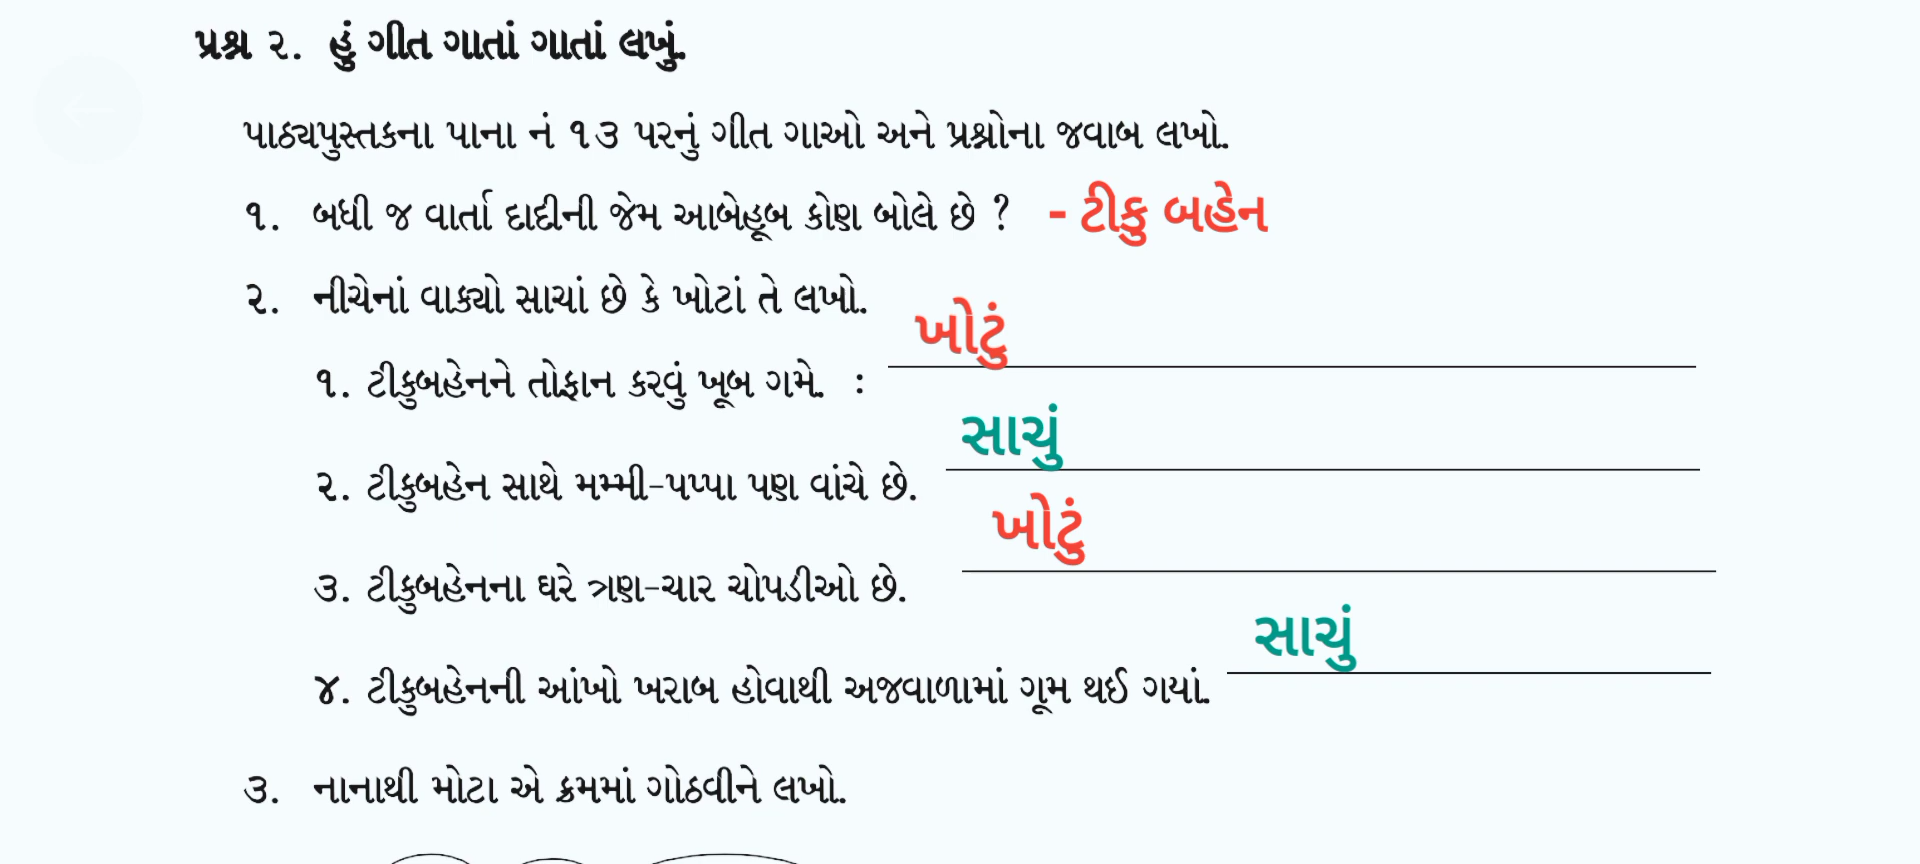 પ્રશ્ન ૨. હું ગીત ગાતાં ગાતાં લખું.
પાઠ્યપુસ્તકના પાના નં ૧૩ પરનું ગીત ગાઓ અને પ્રશ્નોના જવાબ લખો.
૧. બધી જ વાર્તા દાદીની જેમ આબેહૂબ કોણ બોલે છે ? - ટીકુ બહેન
૨. નીચેનાં વાક્યો સાચાં છે કે ખોટાં તે લખો.
૧. ટીકુબહેનને તોફાન કરવું ખૂબ ગમે. : ખોટું
૨. ટીકુબહેન સાથે મમ્મી-પપ્પા પણ વાંચે છે. સાચું
૩. ટીકુબહેનના ઘરે ત્રણ-ચાર ચોપડીઓ છે. ખોટું
૪. ટીકુબહેનની આંખો ખરાબ હોવાથી અજવાળામાં ગૂમ થઈ ગયાં. સાચું
૩. નાનાથી મોટા એ ક્રમમાં ગોઠવીને લખો.